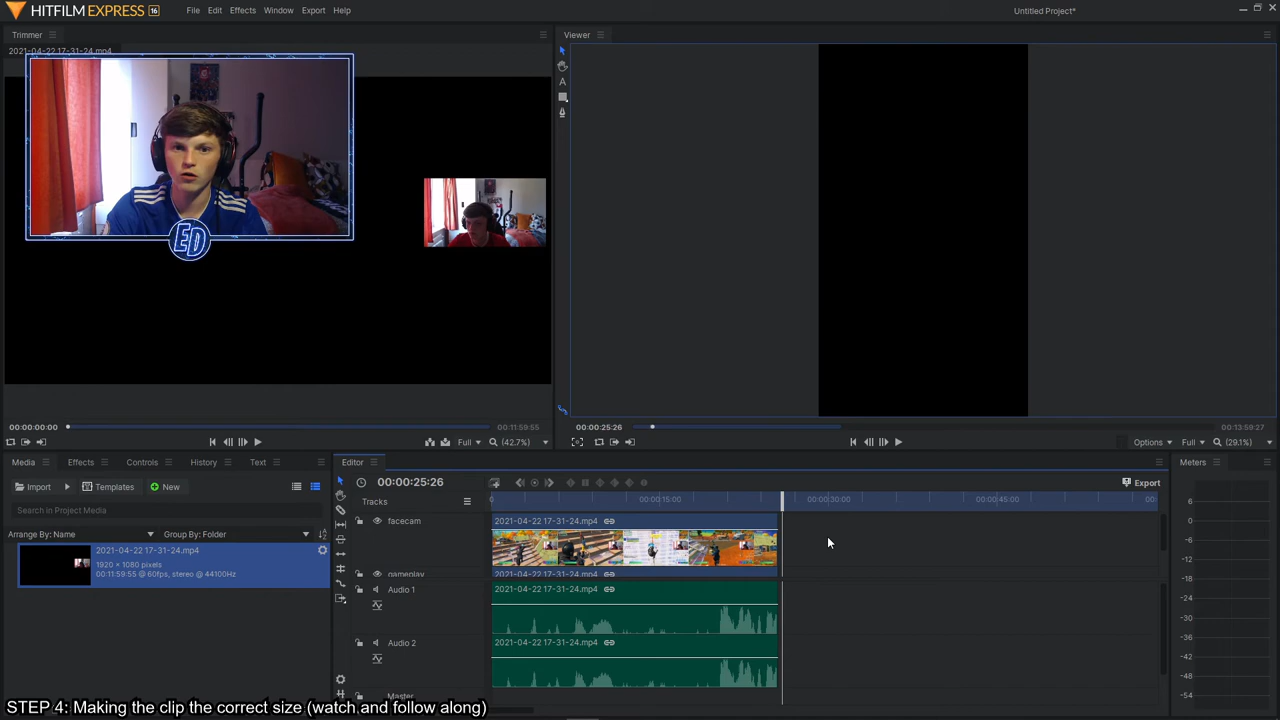 HITFILM EXPRESS 16
File Edit Effects Window Export Help
Untitled Project*
Trimmer
Viewer
2021-04-22 17-31-24.mp4
ED
00:00:00:00
00:11:59:55
Full (42.7%)
00:00:25:26
00:13:59:27
Options Full (29.1%)
Media Effects Controls History Text
Import Templates New
Search in Project Media
Arrange By: Name Group By: Folder
2021-04-22 17-31-24.mp4
1920 × 1080 pixels
00:11:59:55 @ 60fps, stereo @ 44100Hz
Editor
00:00:25:26
Export
Tracks
0 00:00:15:00 00:00:30:00 00:00:45:00 00:
facecam 2021-04-22 17-31-24.mp4
gameplay 2021-04-22 17-31-24.mp4
Audio 1 2021-04-22 17-31-24.mp4
Audio 2 2021-04-22 17-31-24.mp4
Master
Meters
6
0
-6
-12
-18
-24
-30
-36
-42
-48
-54
STEP 4: Making the clip the correct size (watch and follow along)